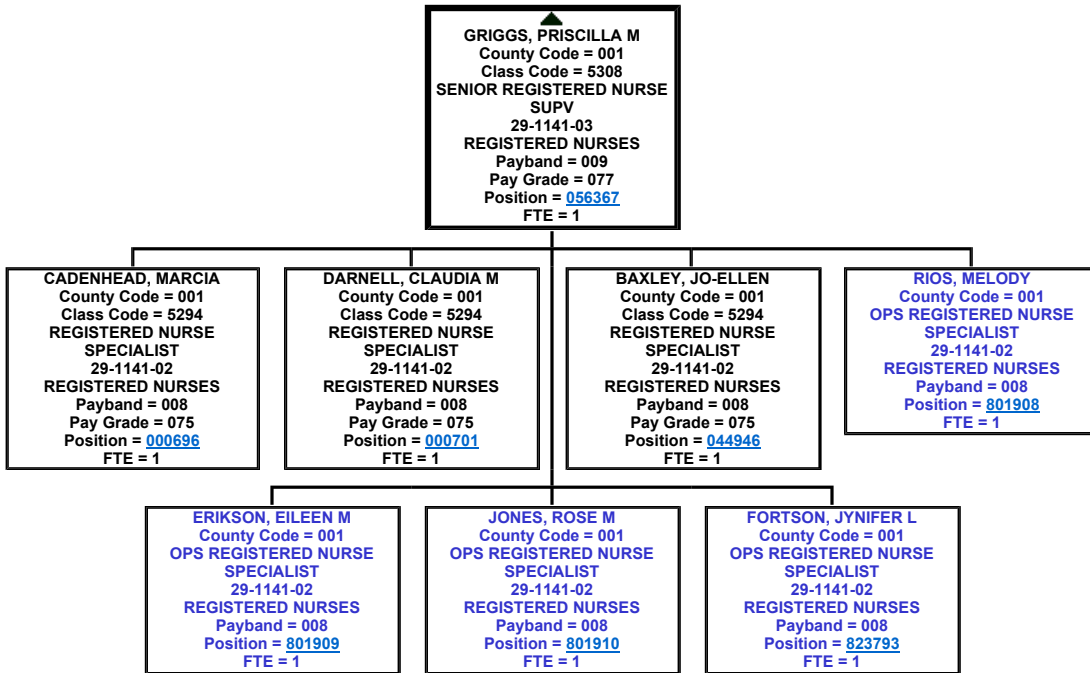 GRIGGS, PRISCILLA M
County Code = 001
Class Code = 5308
SENIOR REGISTERED NURSE
SUPV
29-1141-03
REGISTERED NURSES
Payband = 009
Pay Grade = 077
Position = 056367
FTE = 1
CADENHEAD, MARCIA
County Code = 001
Class Code = 5294
REGISTERED NURSE
SPECIALIST
29-1141-02
REGISTERED NURSES
Payband = 008
Pay Grade = 075
Position = 000696
FTE = 1
DARNELL, CLAUDIA M
County Code = 001
Class Code = 5294
REGISTERED NURSE
SPECIALIST
29-1141-02
REGISTERED NURSES
Payband = 008
Pay Grade = 075
Position = 000701
FTE = 1
BAXLEY, JO-ELLEN
County Code = 001
Class Code = 5294
REGISTERED NURSE
SPECIALIST
29-1141-02
REGISTERED NURSES
Payband = 008
Pay Grade = 075
Position = 044946
FTE = 1
RIOS, MELODY
County Code = 001
OPS REGISTERED NURSE
SPECIALIST
29-1141-02
REGISTERED NURSES
Payband = 008
Position = 801908
FTE = 1
ERIKSON, EILEEN M
County Code = 001
OPS REGISTERED NURSE
SPECIALIST
29-1141-02
REGISTERED NURSES
Payband = 008
Position = 801909
FTE = 1
JONES, ROSE M
County Code = 001
OPS REGISTERED NURSE
SPECIALIST
29-1141-02
REGISTERED NURSES
Payband = 008
Position = 801910
FTE = 1
FORTSON, JYNIFER L
County Code = 001
OPS REGISTERED NURSE
SPECIALIST
29-1141-02
REGISTERED NURSES
Payband = 008
Position = 823793
FTE = 1